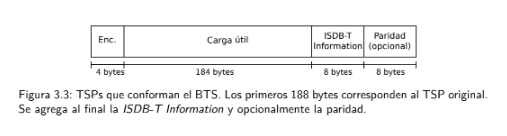 Enc.
Carga útil
ISDB-T
Information
Paridad
(opcional)
4 bytes
184 bytes
8 bytes
8 bytes
Figura 3.3: TSPs que conforman el BTS. Los primeros 188 bytes corresponden al TSP original.
Se agrega al final la ISDB-T Information y opcionalmente la paridad.